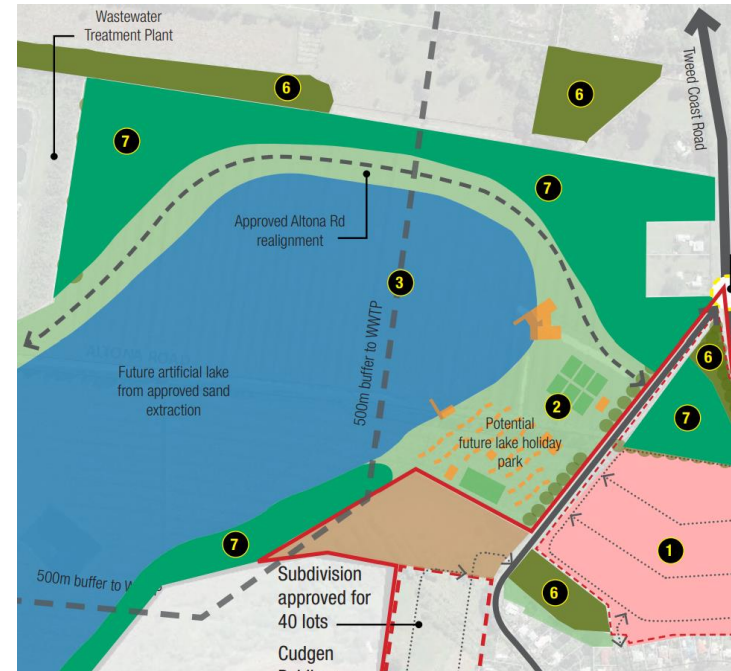 Wastewater
Treatment Plant
6
6
Tweed Coast Road
7
7
Approved Altona Rd
realignment
3
500m buffer to WWTP
ALTONA ROAD
Future artificial lake
from approved sand
extraction
6
2
Potential
future lake holiday
park
7
1
7
500m buffer to
Subdivision
approved for
40 lots
6
Cudgen